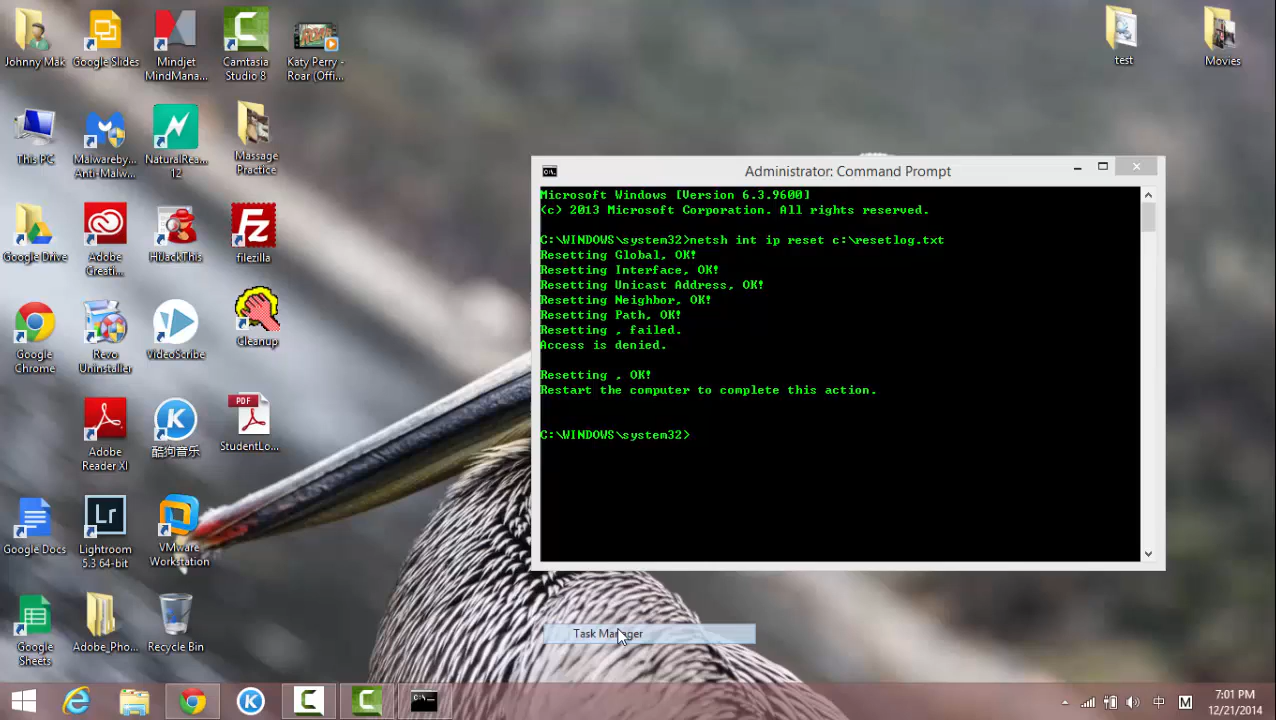 Johnny Mak
Google Slides
Mindjet
MindMana...
Camtasia
Studio 8
Katy Perry -
Roar (Offi...
test
Movies
This PC
Malwareby...
Anti-Malw...
NaturalRea...
12
Massage
Practice
Google Drive
Adobe
Creati...
HiJackThis
filezilla
Google
Chrome
Revo
Uninstaller
VideoScribe
Cleanup
Adobe
Reader XI
酷狗音乐
PDF
StudentLo...
Google Docs
Lr
Lightroom
5.3 64-bit
VMware
Workstation
Google
Sheets
Adobe_Pho...
Recycle Bin
Administrator: Command Prompt
Microsoft Windows [Version 6.3.9600]
(c) 2013 Microsoft Corporation. All rights reserved.
C:\WINDOWS\system32>netsh int ip reset c:\resetlog.txt
Resetting Global, OK!
Resetting Interface, OK!
Resetting Unicast Address, OK!
Resetting Neighbor, OK!
Resetting Path, OK!
Resetting , failed.
Access is denied.
Resetting , OK!
Restart the computer to complete this action.
C:\WINDOWS\system32>
Task Manager
中
M
7:01 PM
12/21/2014